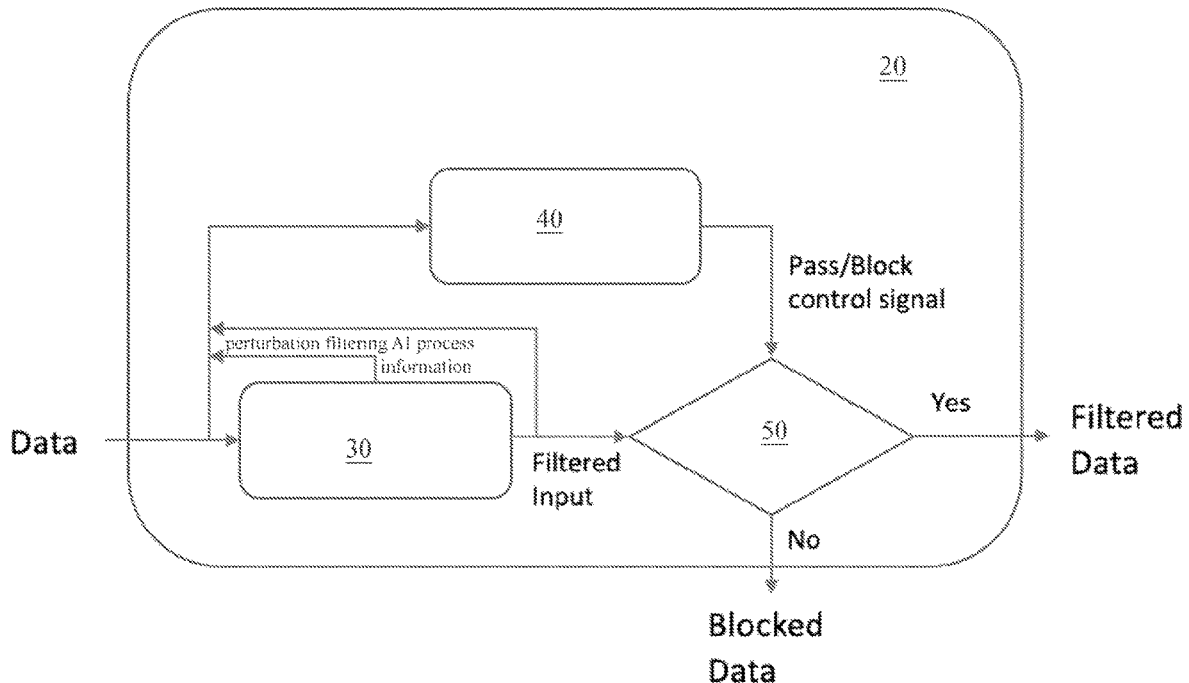 20
40
Pass/Block
control signal
perturbation filtering AI process
information
Data
30
Filtered
Input
50
Yes
Filtered
Data
No
Blocked
Data